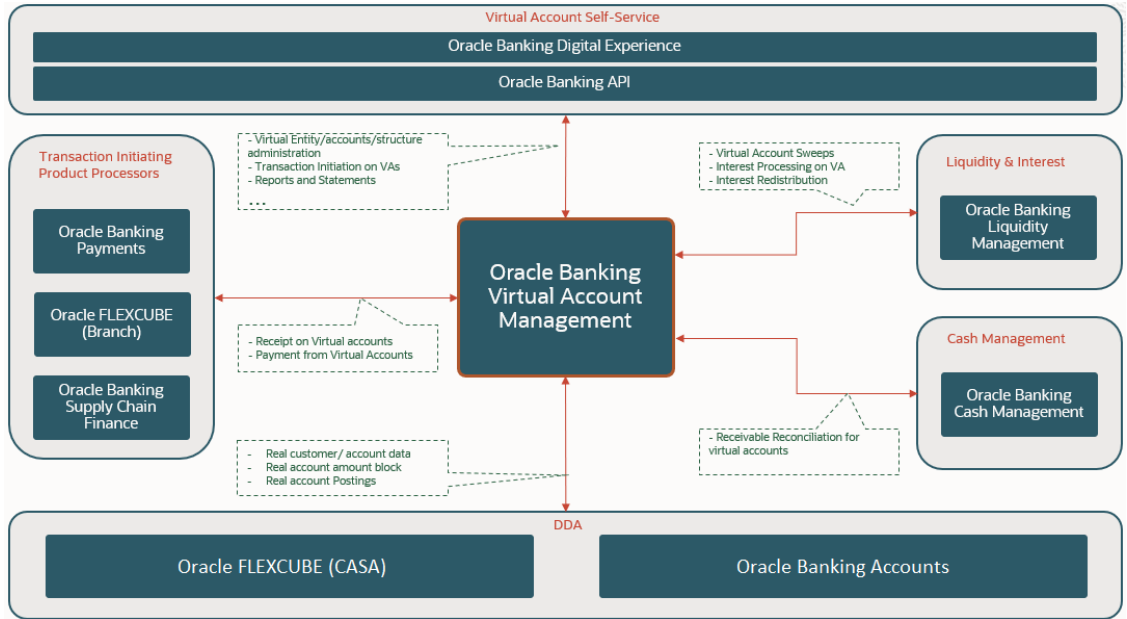 Virtual Account Self-Service
Oracle Banking Digital Experience
Oracle Banking API
- Virtual Entity/accounts/structure
administration
- Transaction Initiation on VAs
- Reports and Statements
...
- Virtual Account Sweeps
- Interest Processing on VA
- Interest Redistribution
Transaction Initiating
Product Processors
Oracle Banking
Payments
Oracle FLEXCUBE
(Branch)
Oracle Banking
Supply Chain
Finance
Liquidity & Interest
Oracle Banking
Liquidity
Management
Oracle Banking
Virtual Account
Management
- Receipt on Virtual accounts
- Payment from Virtual Accounts
Cash Management
Oracle Banking
Cash Management
- Receivable Reconciliation for
virtual accounts
- Real customer/ account data
- Real account amount block
- Real account Postings
DDA
Oracle FLEXCUBE (CASA)
Oracle Banking Accounts